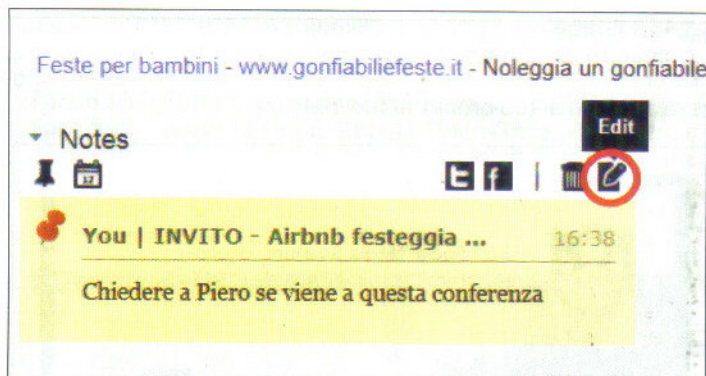 Feste per bambini - www.gonfiabiliefeste.it - Noleggia un gonfiabile
Edit
Notes
12
You | INVITO - Airbnb festeggia ...
16:38
Chiedere a Piero se viene a questa conferenza